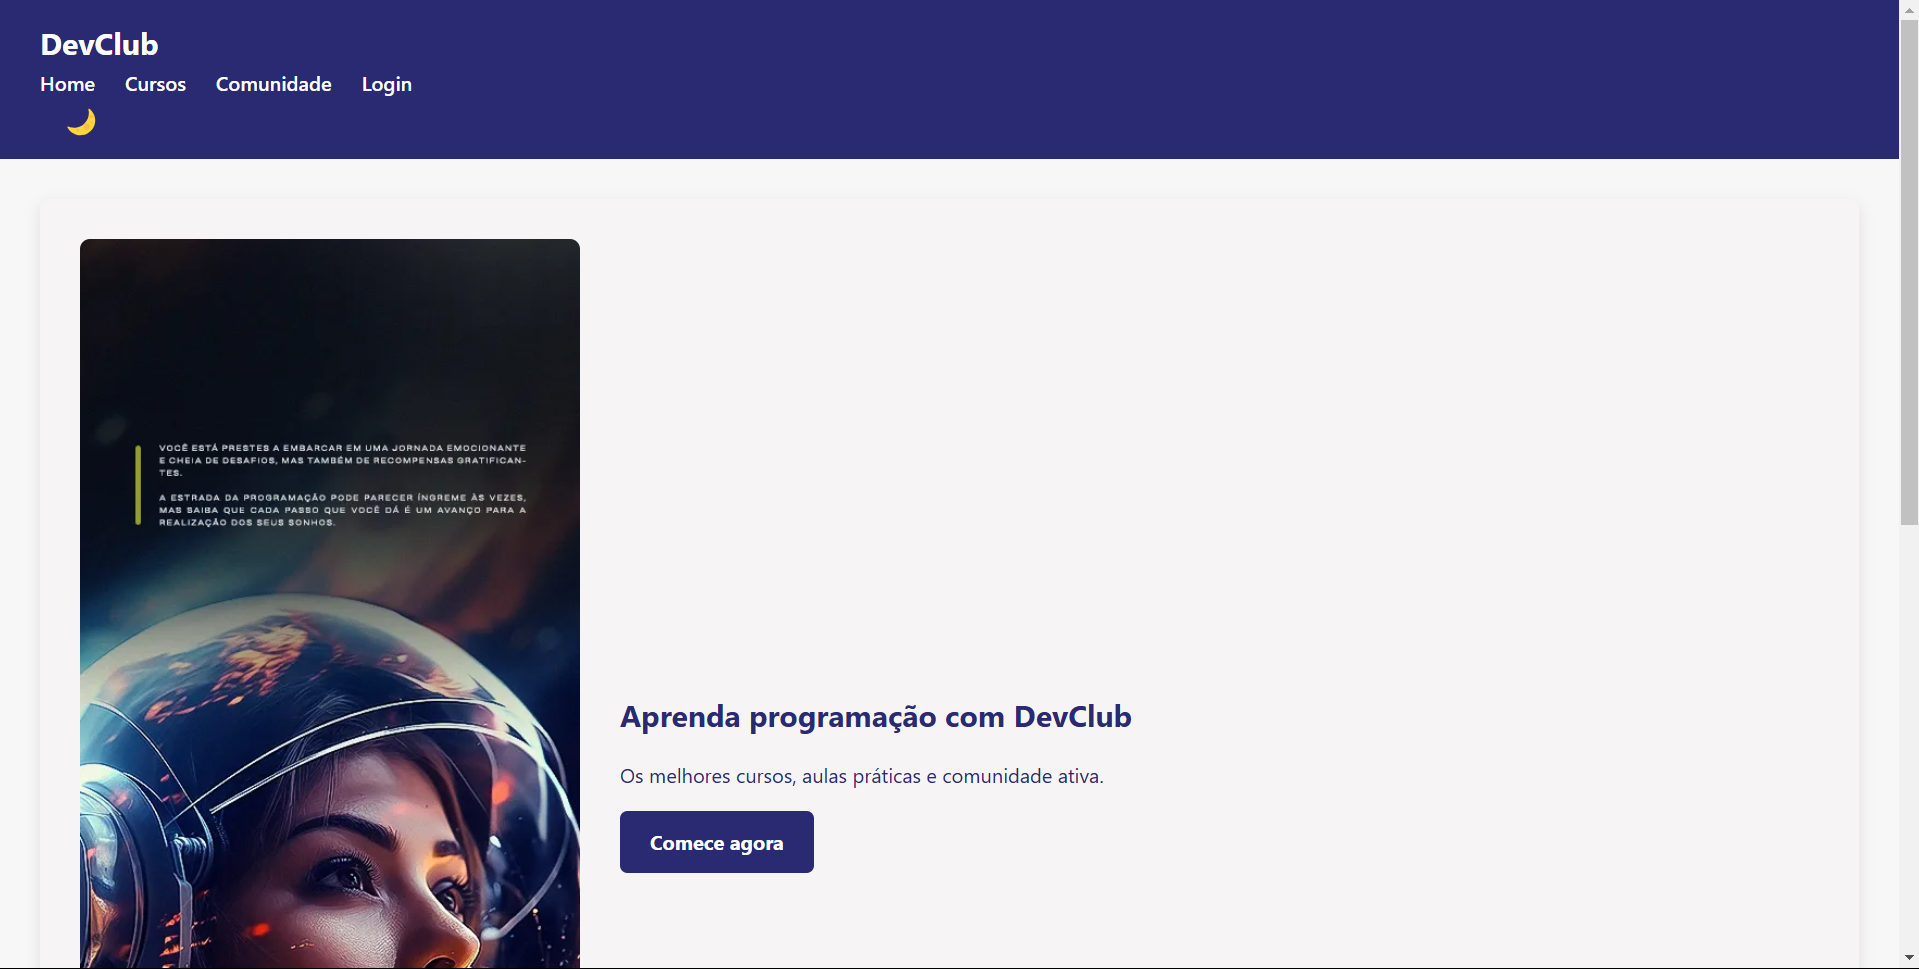 DevClub
Home Cursos Comunidade Login
VOCÊ ESTÁ PRESTES A EMBARCAR EM UMA JORNADA EMOCIONANTE
E CHEIA DE DESAFIOS, MAS TAMBÉM DE RECOMPENSAS GRATIFICAN-
TES.
A ESTRADA DA PROGRAMAÇÃO PODE PARECER ÍNGREME ÀS VEZES,
MAS SAIBA QUE CADA PASSO QUE VOCÊ DÁ É UM AVANÇO PARA A
REALIZAÇÃO DOS SEUS SONHOS.
Aprenda programação com DevClub
Os melhores cursos, aulas práticas e comunidade ativa.
Comece agora